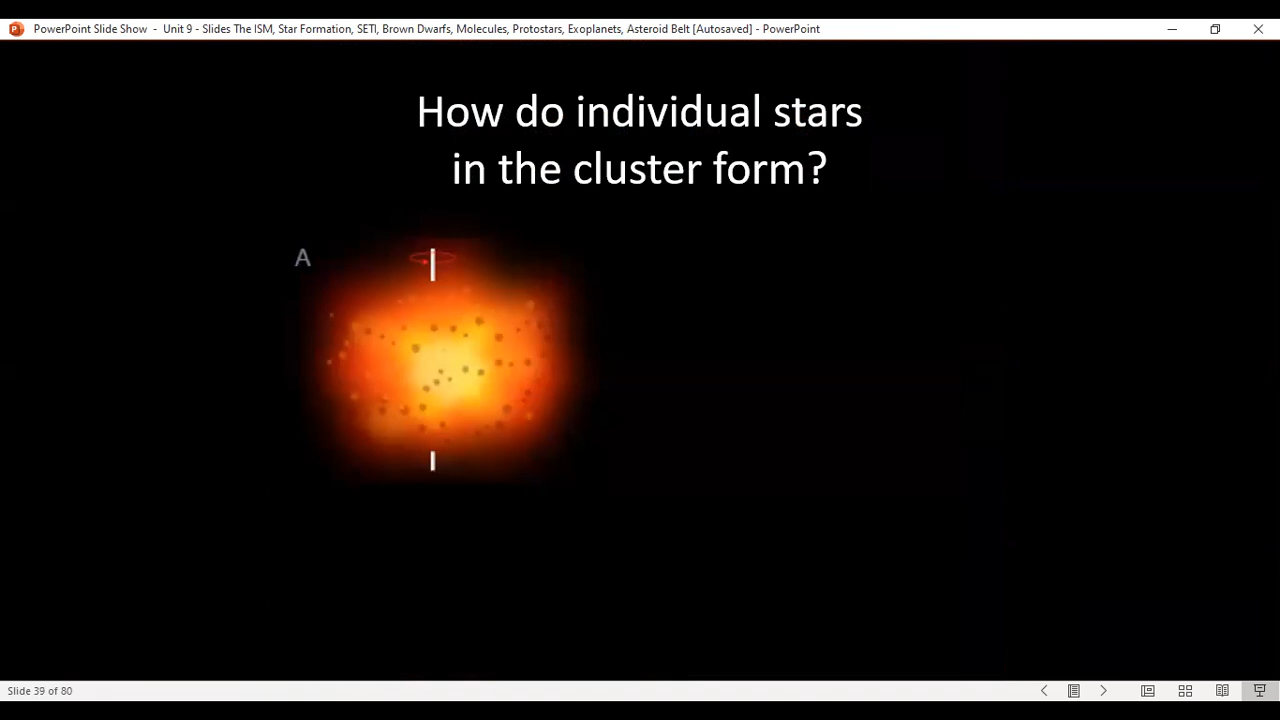 PowerPoint Slide Show - Unit 9 - Slides The ISM, Star Formation, SETI, Brown Dwarfs, Molecules, Protostars, Exoplanets, Asteroid Belt [Autosaved] - PowerPoint
How do individual stars
in the cluster form?
A
Slide 39 of 80